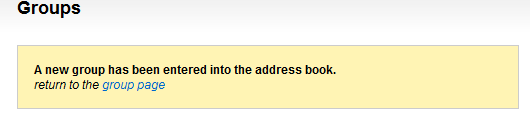 Groups
A new group has been entered into the address book.
return to the group page